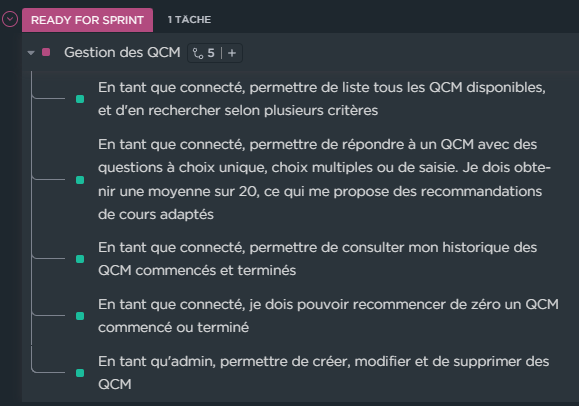 READY FOR SPRINT 1 TÂCHE
Gestion des QCM 5 | +
En tant que connecté, permettre de liste tous les QCM disponibles,
et d'en rechercher selon plusieurs critères
En tant que connecté, permettre de répondre à un QCM avec des
questions à choix unique, choix multiples ou de saisie. Je dois obte-
nir une moyenne sur 20, ce qui me propose des recommandations
de cours adaptés
En tant que connecté, permettre de consulter mon historique des
QCM commencés et terminés
En tant que connecté, je dois pouvoir recommencer de zéro un QCM
commencé ou terminé
En tant qu'admin, permettre de créer, modifier et de supprimer des
QCM